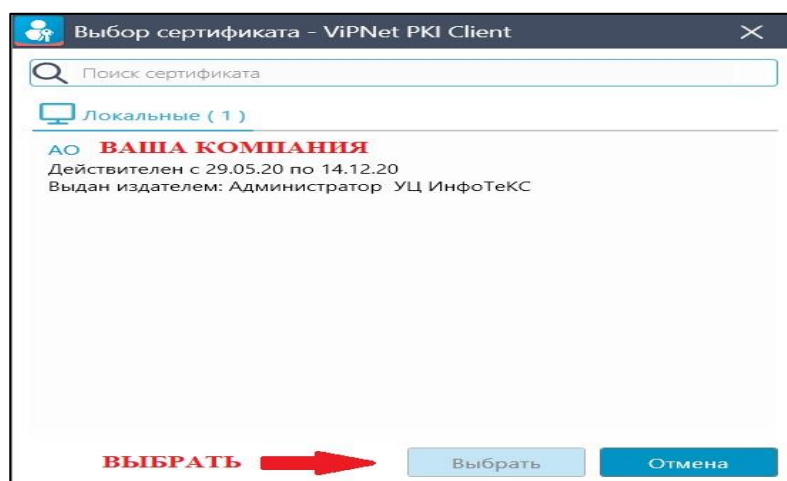 Выбор сертификата - ViPNet PKI Client
Поиск сертификата
Локальные ( 1 )
АО ВАША КОМПАНИЯ
Действителен с 29.05.20 по 14.12.20
Выдан издателем: Администратор УЦ ИнфоТеКС
ВЫБРАТЬ Выбрать Отмена